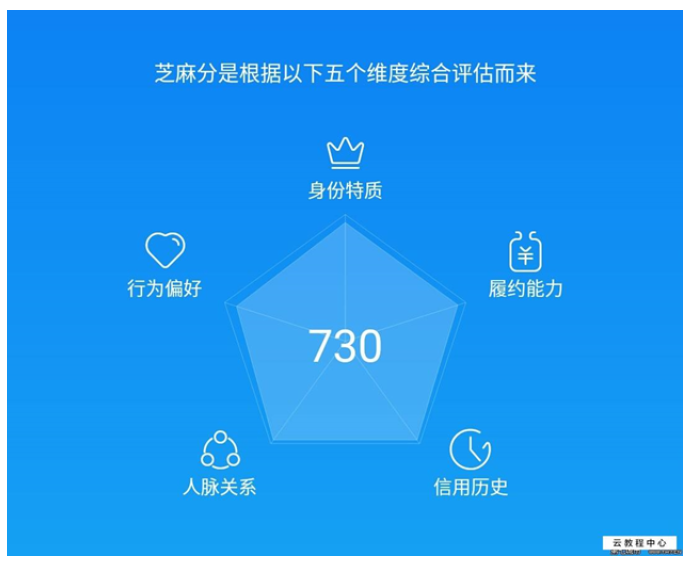 芝麻分是根据以下五个维度综合评估而来
身份特质
行为偏好
履约能力
730
人脉关系
信用历史
云教程中心